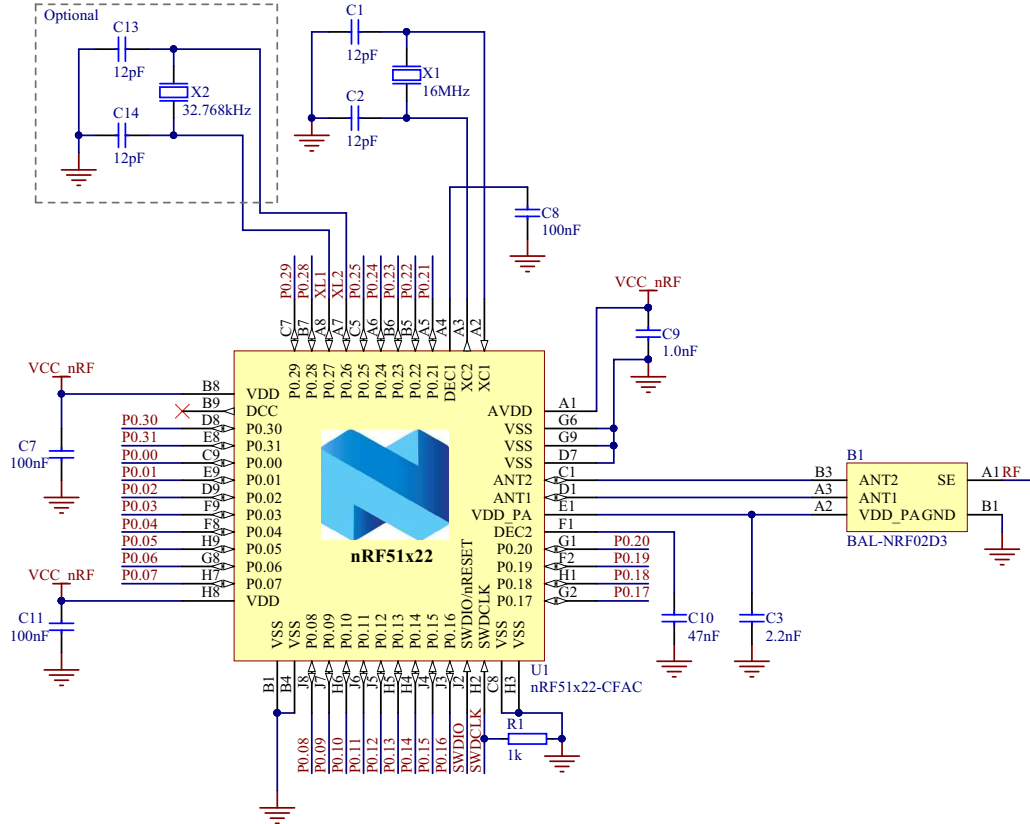 Optional
C13
12pF
X2
32.768kHz
C14
12pF
C1
12pF
X1
16MHz
C2
12pF
C8
100nF
P0.29
P0.28
XL1
XL2
P0.25
P0.24
P0.23
P0.22
P0.21
C7
B7
A8
A7
C5
A6
B6
B5
A5
A4
A3
A2
P0.29
P0.28
P0.27
P0.26
P0.25
P0.24
P0.23
P0.22
P0.21
DEC1
XC2
XC1
VCC_nRF
C9
1.0nF
VCC_nRF
C7
100nF
B8 VDD
B9 DCC
P0.30 D8 P0.30
P0.31 E8 P0.31
P0.00 C9 P0.00
P0.01 E9 P0.01
P0.02 D9 P0.02
P0.03 F9 P0.03
P0.04 F8 P0.04
P0.05 H9 P0.05
P0.06 G8 P0.06
P0.07 H7 P0.07
H8 VDD
VCC_nRF
C11
100nF
nRF51x22
AVDD A1
VSS G6
VSS G9
VSS D7
ANT2 C1
ANT1 D1
VDD_PA E1
DEC2 F1
P0.20 G1 P0.20
P0.19 F2 P0.19
P0.18 H1 P0.18
P0.17 G2 P0.17
B1
B3 ANT2 SE A1 RF
A3 ANT1
A2 VDD_PAGND B1
BAL-NRF02D3
C10
47nF
C3
2.2nF
VSS
VSS
P0.08
P0.09
P0.10
P0.11
P0.12
P0.13
P0.14
P0.15
P0.16
SWDIO/nRESET
SWDCLK
VSS
VSS
U1
nRF51x22-CFAC
B1
B4
J8
J7
H6
J6
J5
H5
H4
J4
J3
J2
H2
C8
H3
P0.08
P0.09
P0.10
P0.11
P0.12
P0.13
P0.14
P0.15
P0.16
SWDIO
SWDCLK
R1
1k